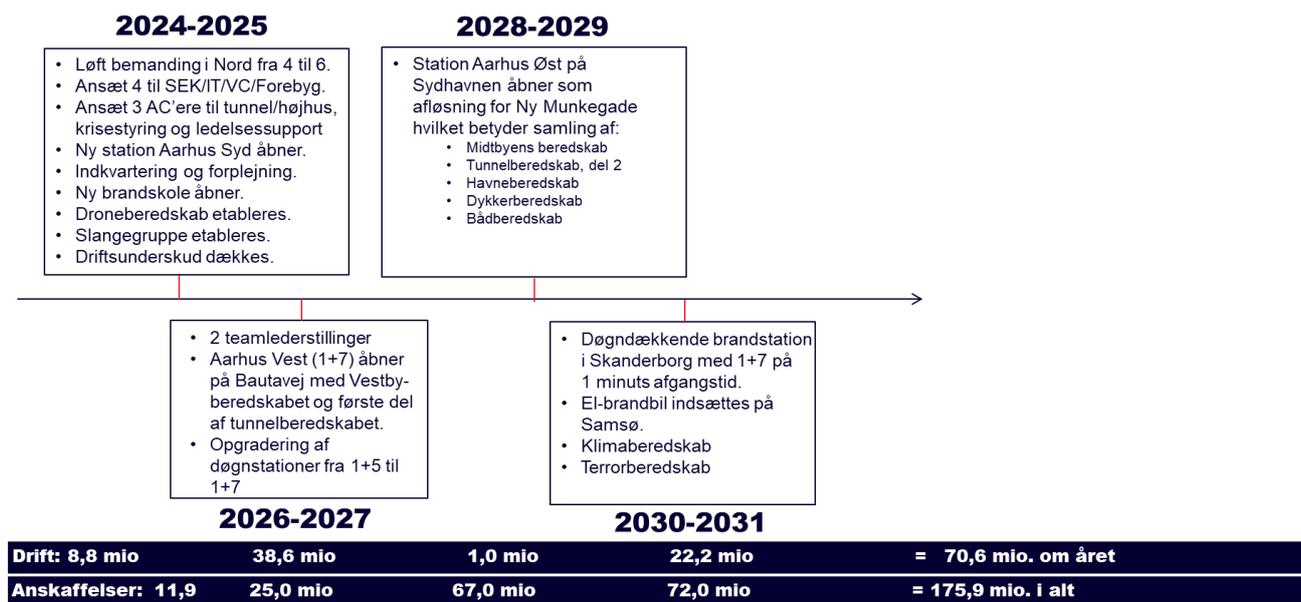 2024-2025
• Løft bemanding i Nord fra 4 til 6.
• Ansæt 4 til SEK/IT/VC/Forebyg.
• Ansæt 3 AC’ere til tunnel/højhus,
krisestyring og ledelsessupport
• Ny station Aarhus Syd åbner.
• Indkvartering og forplejning.
• Ny brandskole åbner.
• Droneberedskab etableres.
• Slangegruppe etableres.
• Driftsunderskud dækkes.
2028-2029
• Station Aarhus Øst på
Sydhavnen åbner som
afløsning for Ny Munkegade
hvilket betyder samling af:
• Midtbyens beredskab
• Tunnelberedskab, del 2
• Havneberedskab
• Dykkerberedskab
• Bådberedskab
• 2 teamlederstillinger
• Aarhus Vest (1+7) åbner
på Bautavej med Vestby-
beredskabet og første del
af tunnelberedskabet.
• Opgradering af
døgnstationer fra 1+5 til
1+7
2026-2027
• Døgndækkende brandstation
i Skanderborg med 1+7 på
1 minuts afgangstid.
• El-brandbil indsættes på
Samsø.
• Klimaberedskab
• Terrorberedskab
2030-2031
Drift: 8,8 mio 38,6 mio 1,0 mio 22,2 mio = 70,6 mio. om året
Anskaffelser: 11,9 25,0 mio 67,0 mio 72,0 mio = 175,9 mio. i alt